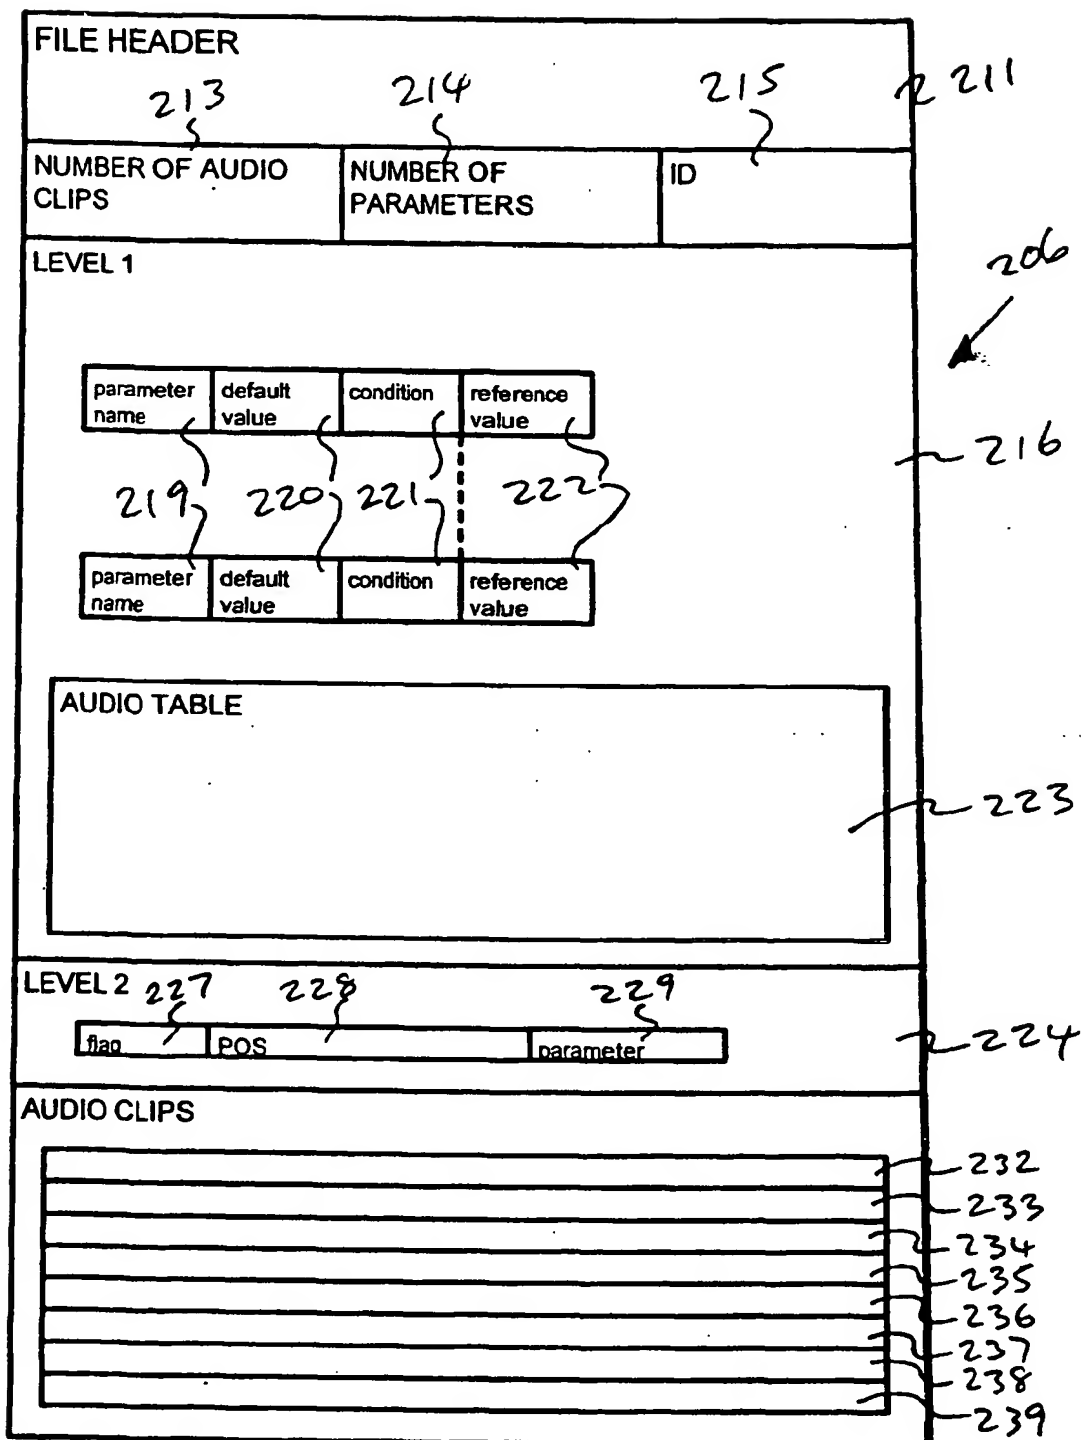 FILE HEADER
213
214
215
211
NUMBER OF AUDIO CLIPS
NUMBER OF PARAMETERS
ID
LEVEL 1
206
parameter name
default value
condition
reference value
216
219
220
221
222
parameter name
default value
condition
reference value
AUDIO TABLE
223
LEVEL 2
227
228
229
flag
POS
parameter
224
AUDIO CLIPS
232
233
234
235
236
237
238
239